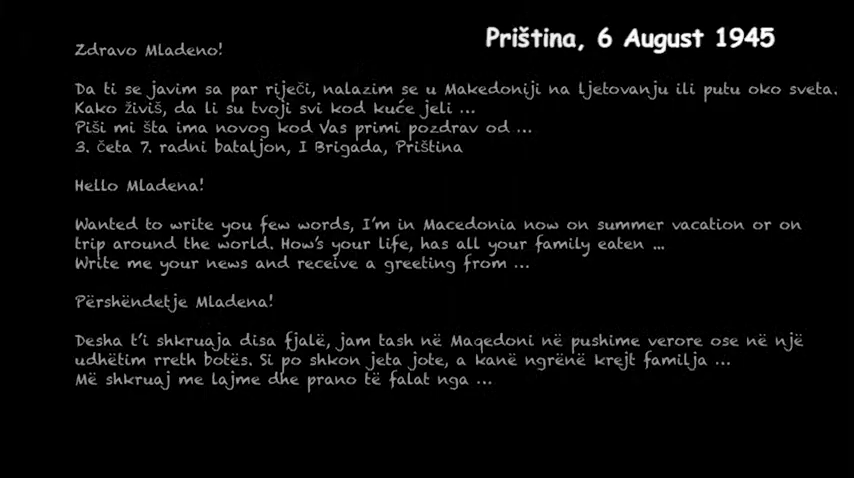 Priština, 6 August 1945
Zdravo Mladeno!
Da ti se javim sa par riječi, nalazim se u Makedoniji na ljetovanju ili putu oko sveta.
Kako živiš, da li su tvoji svi kod kuće jeli ...
Piši mi šta ima novog kod Vas primi pozdrav od ...
3. četa 7. radni bataljon, I Brigada, Priština
Hello Mladena!
Wanted to write you few words, I'm in Macedonia now on summer vacation or on
trip around the world. How's your life, has all your family eaten ...
Write me your news and receive a greeting from ...
Përshëndetje Mladena!
Desha t'i shkruaja disa fjalë, jam tash në Maqedoni në pushime verore ose në një
udhëtim rreth botës. Si po shkon jeta jote, a kanë ngrënë krejt familja ...
Më shkruaj me lajme dhe prano të falat nga ...